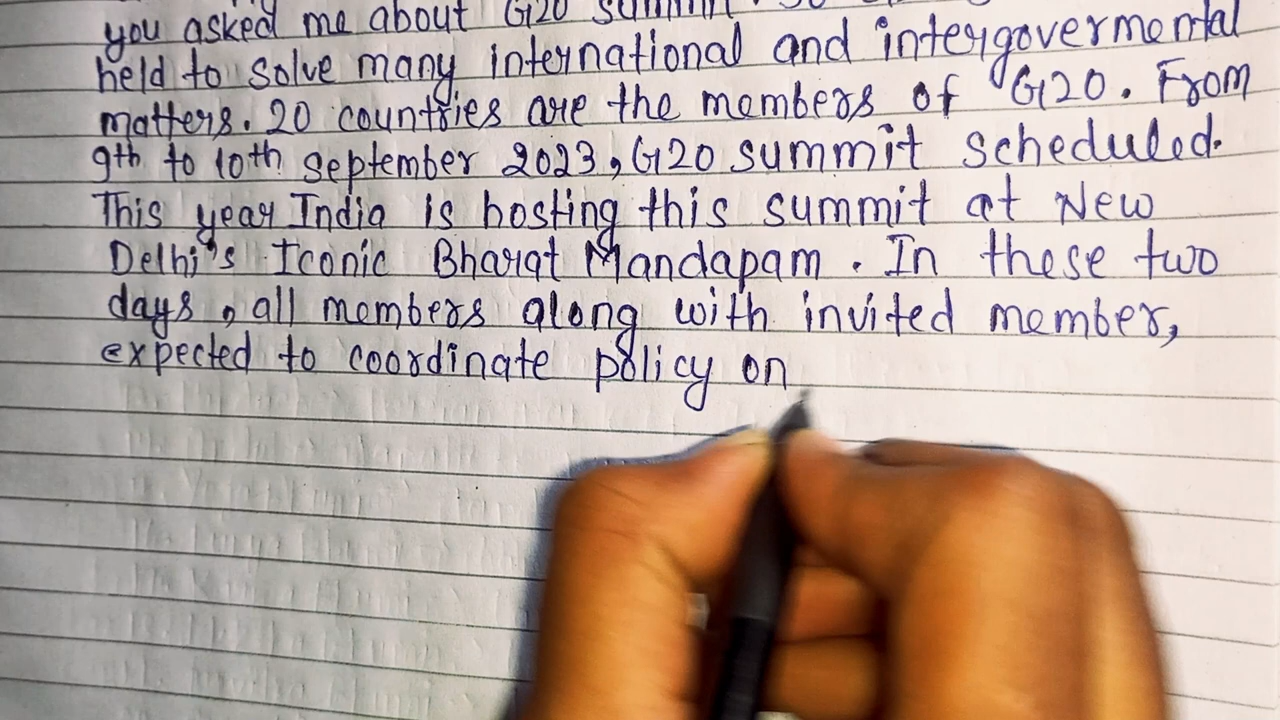 you asked me about G20 summit. So
held to solve many international and intergovermental
matters. 20 countries are the members of G20. From
9th to 10th september 2023, G20 summit scheduled.
This year India is hosting this summit at New
Delhi's Iconic Bharat Mandapam. In these two
days, all members along with invited member,
expected to coordinate policy on